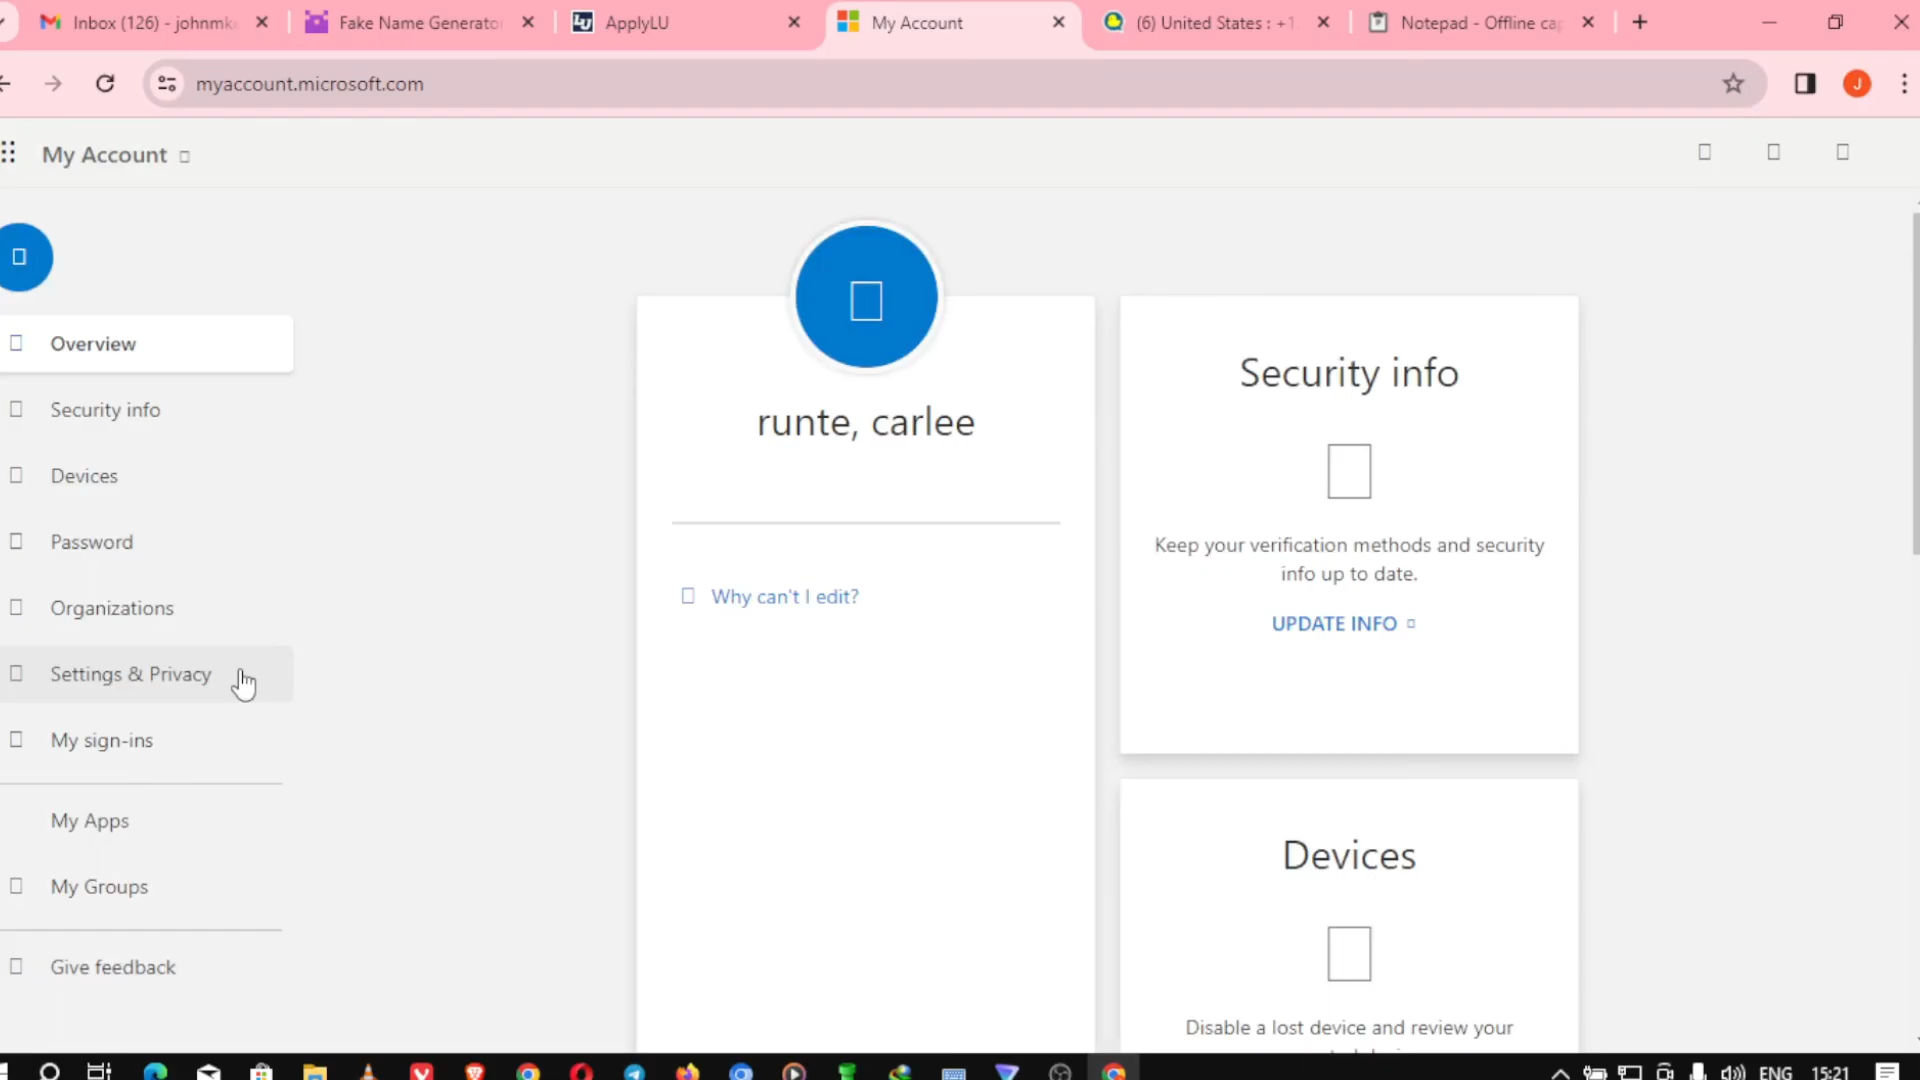 Inbox (126) - johnmk
Fake Name Generato
ApplyLU
My Account
(6) United States : +1
Notepad - Offline cap
myaccount.microsoft.com
J
My Account
Overview
Security info
Devices
Password
Organizations
Settings & Privacy
My sign-ins
My Apps
My Groups
Give feedback
runte, carlee
Why can't I edit?
Security info
Keep your verification methods and security
info up to date.
UPDATE INFO
Devices
Disable a lost device and review your
ENG
15:21